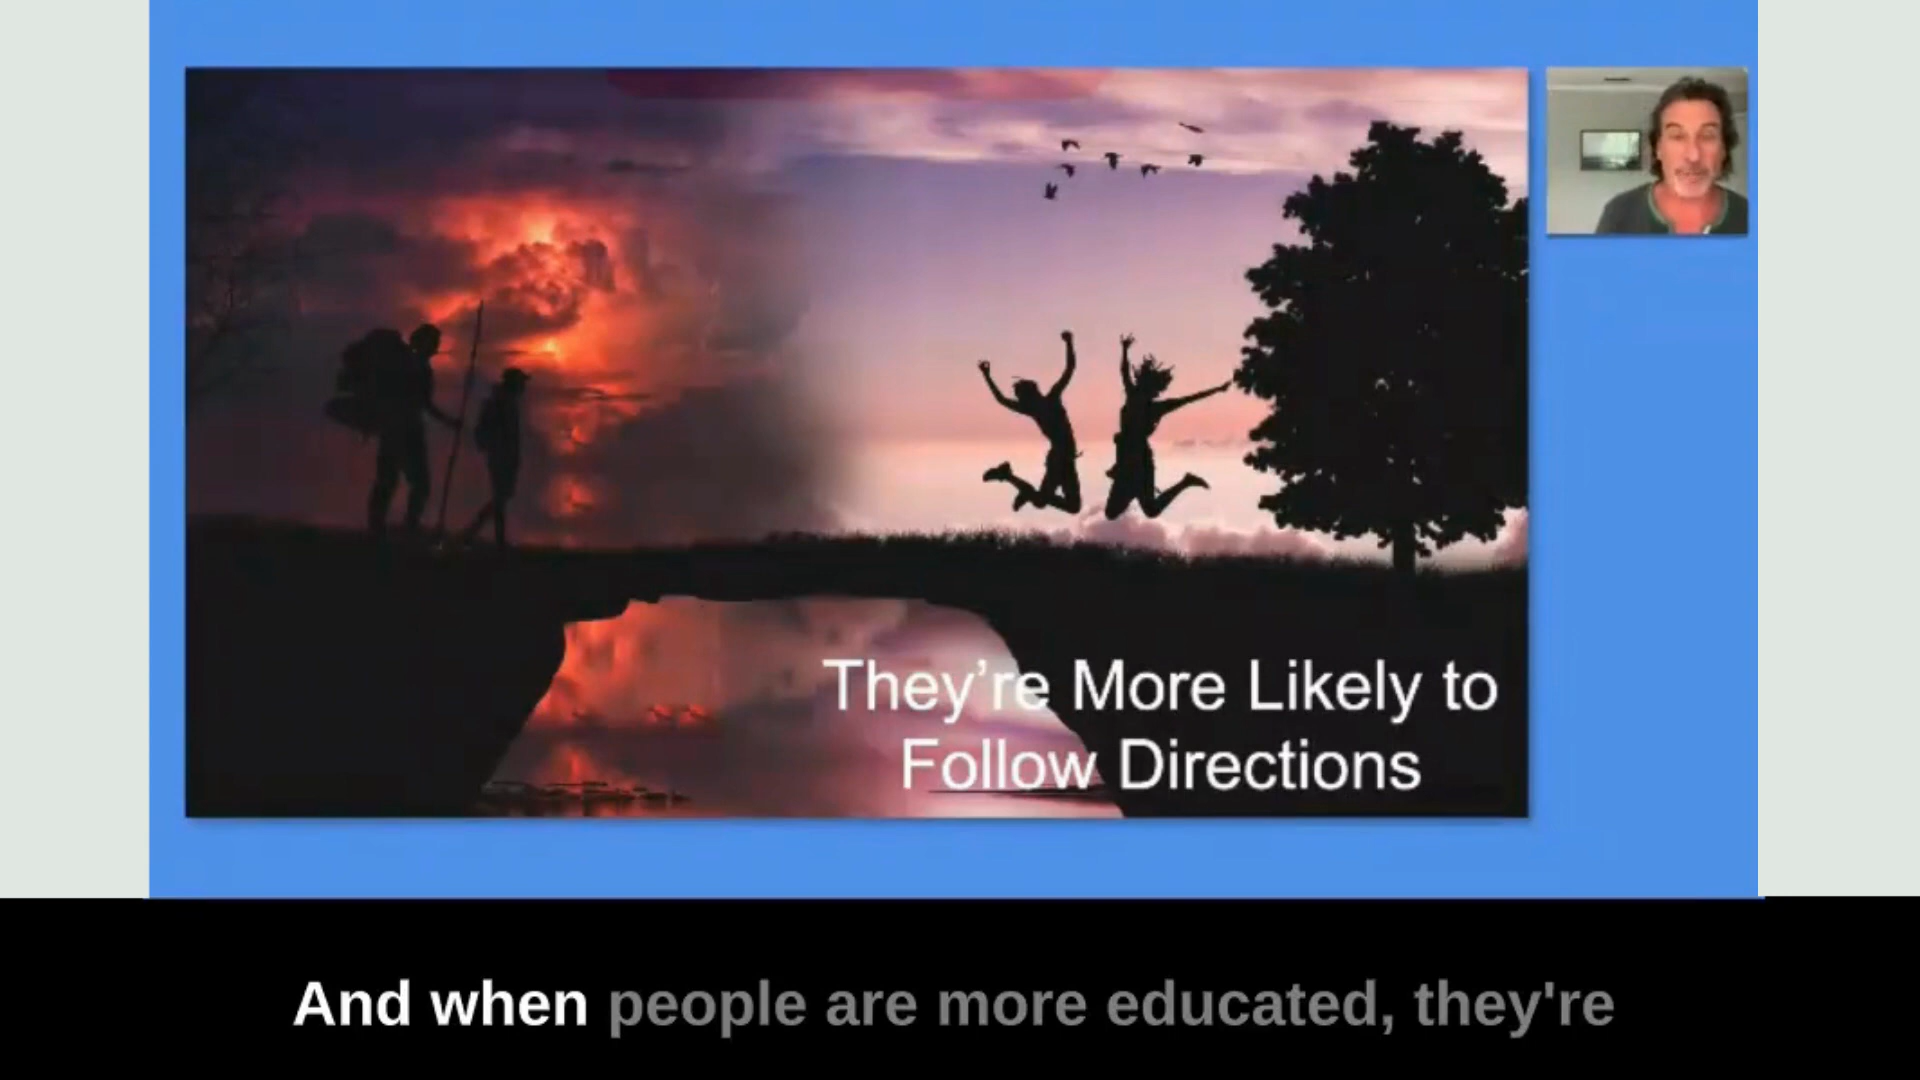 They’re More Likely to
Follow Directions
And when people are more educated, they're